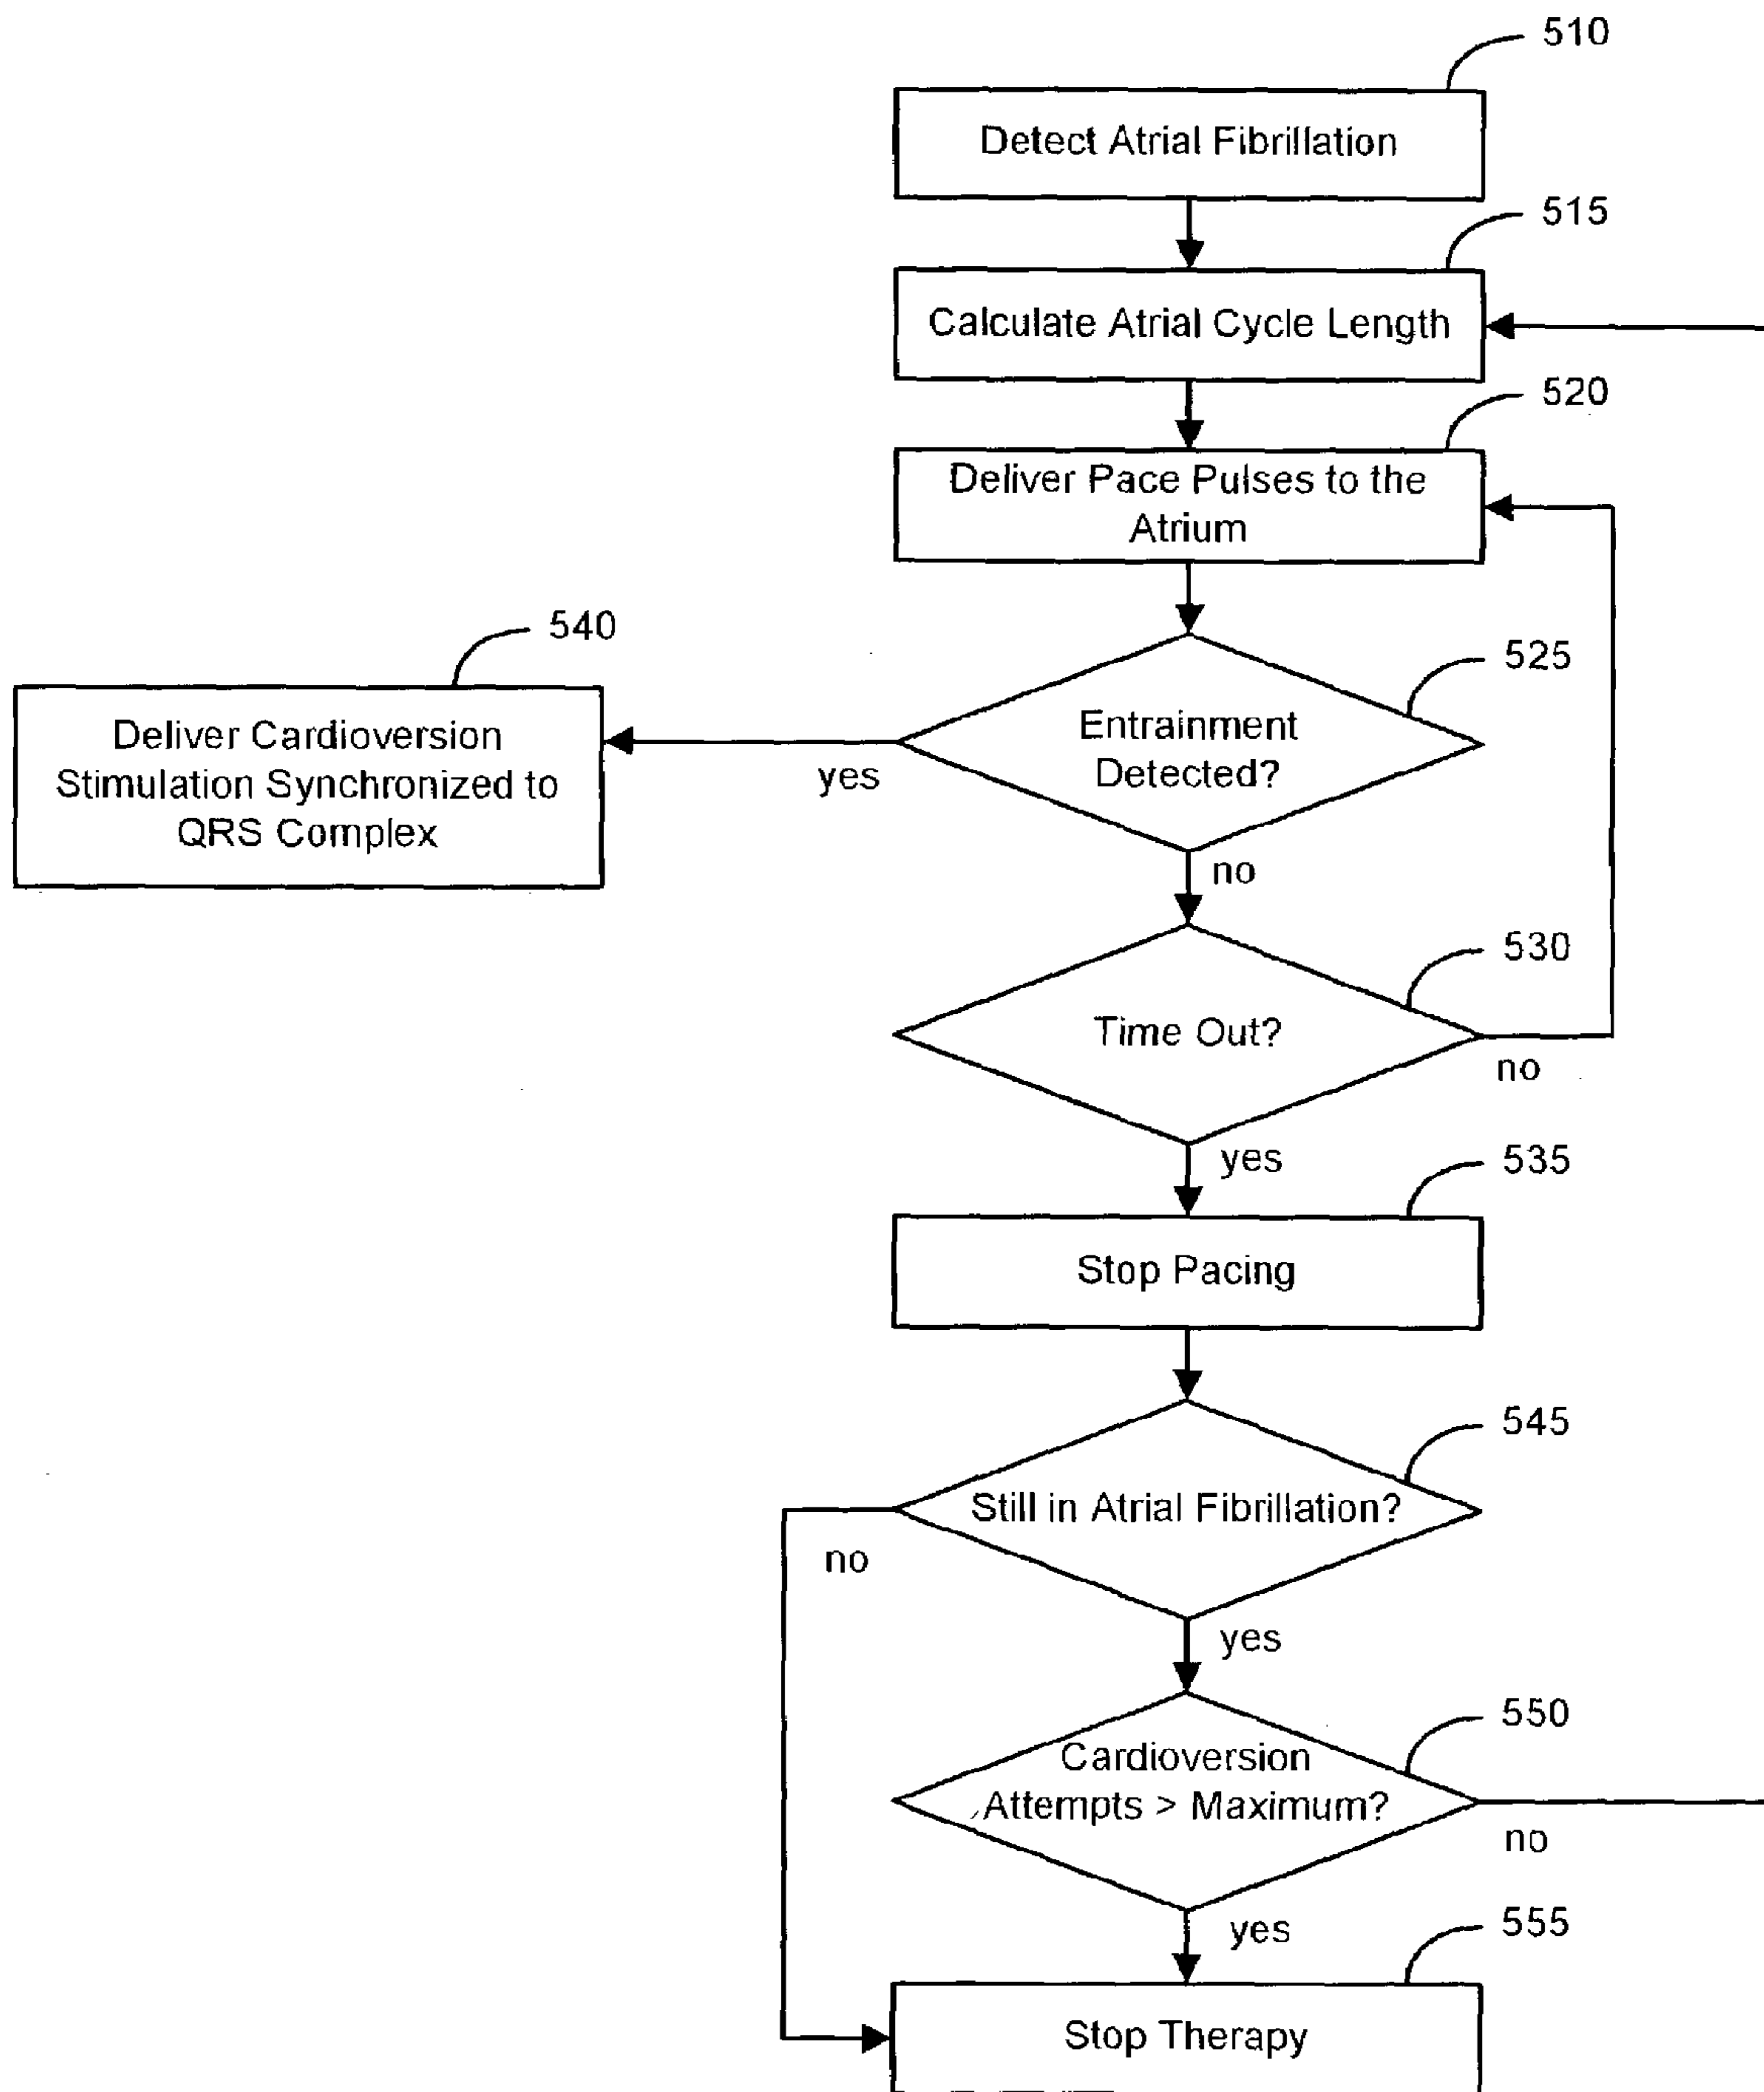 510
Detect Atrial Fibrillation
515
Calculate Atrial Cycle Length
520
Deliver Pace Pulses to the
Atrium
540
Deliver Cardioversion
Stimulation Synchronized to
QRS Complex
525
Entrainment
Detected?
yes
no
530
Time Out?
no
yes
535
Stop Pacing
545
Still in Atrial Fibrillation?
no
yes
550
Cardioversion
Attempts > Maximum?
no
yes
555
Stop Therapy